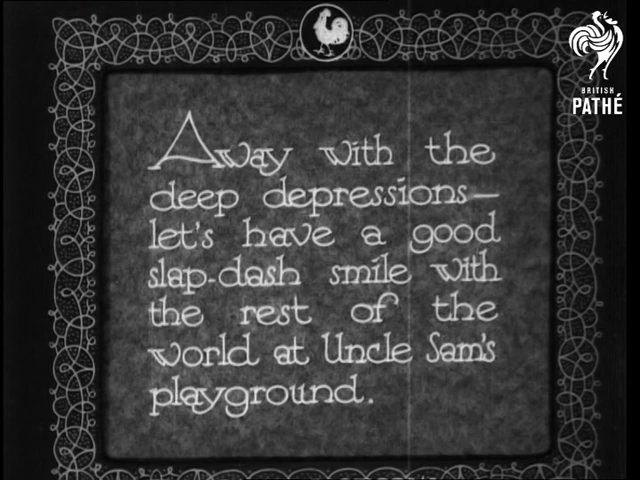 BRITISH
PATHÉ
Away with the
deep depressions—
let's have a good
slap-dash smile with
the rest of the
world at Uncle Sam's
playground.